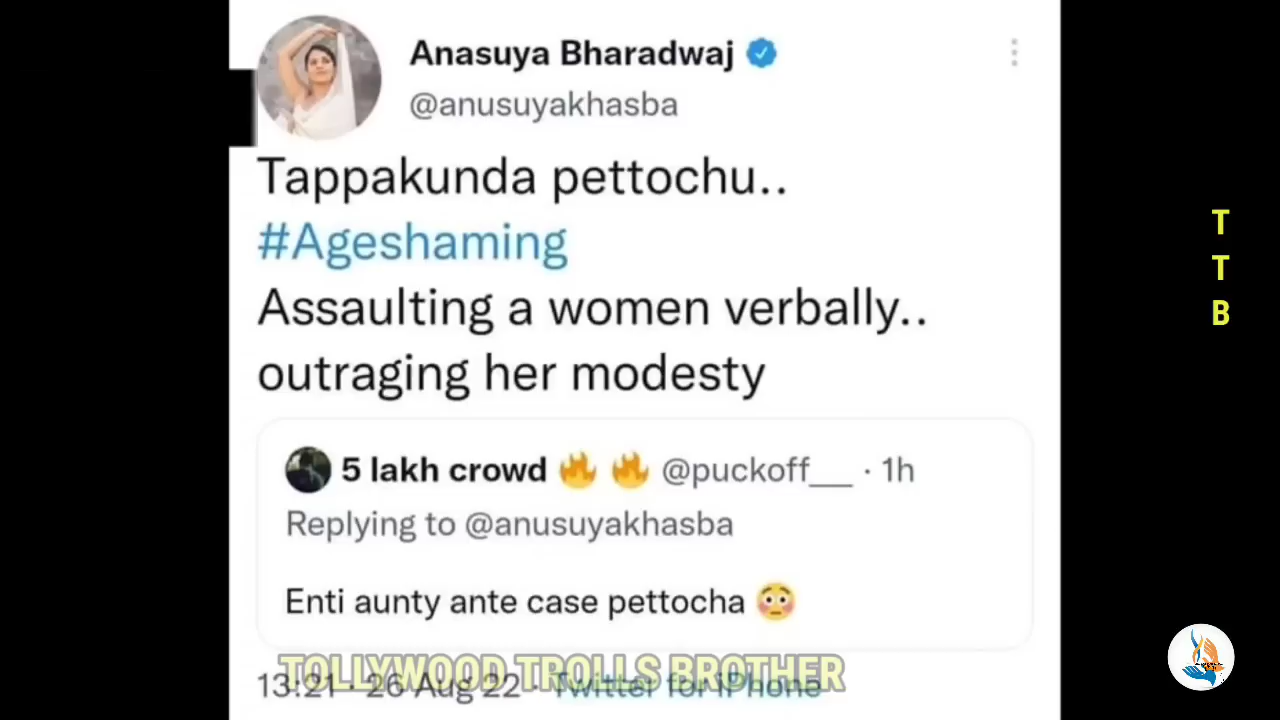 Anasuya Bharadwaj
@anusuyakhasba
Tappakunda pettochu..
#Ageshaming
Assaulting a women verbally..
outraging her modesty
5 lakh crowd 🔥 🔥 @puckoff___ · 1h
Replying to @anusuyakhasba
Enti aunty ante case pettocha 😳
13:21 · 26 Aug 22 · Twitter for iPhone
TOLLYWOOD TROLLS BROTHER
T
T
B